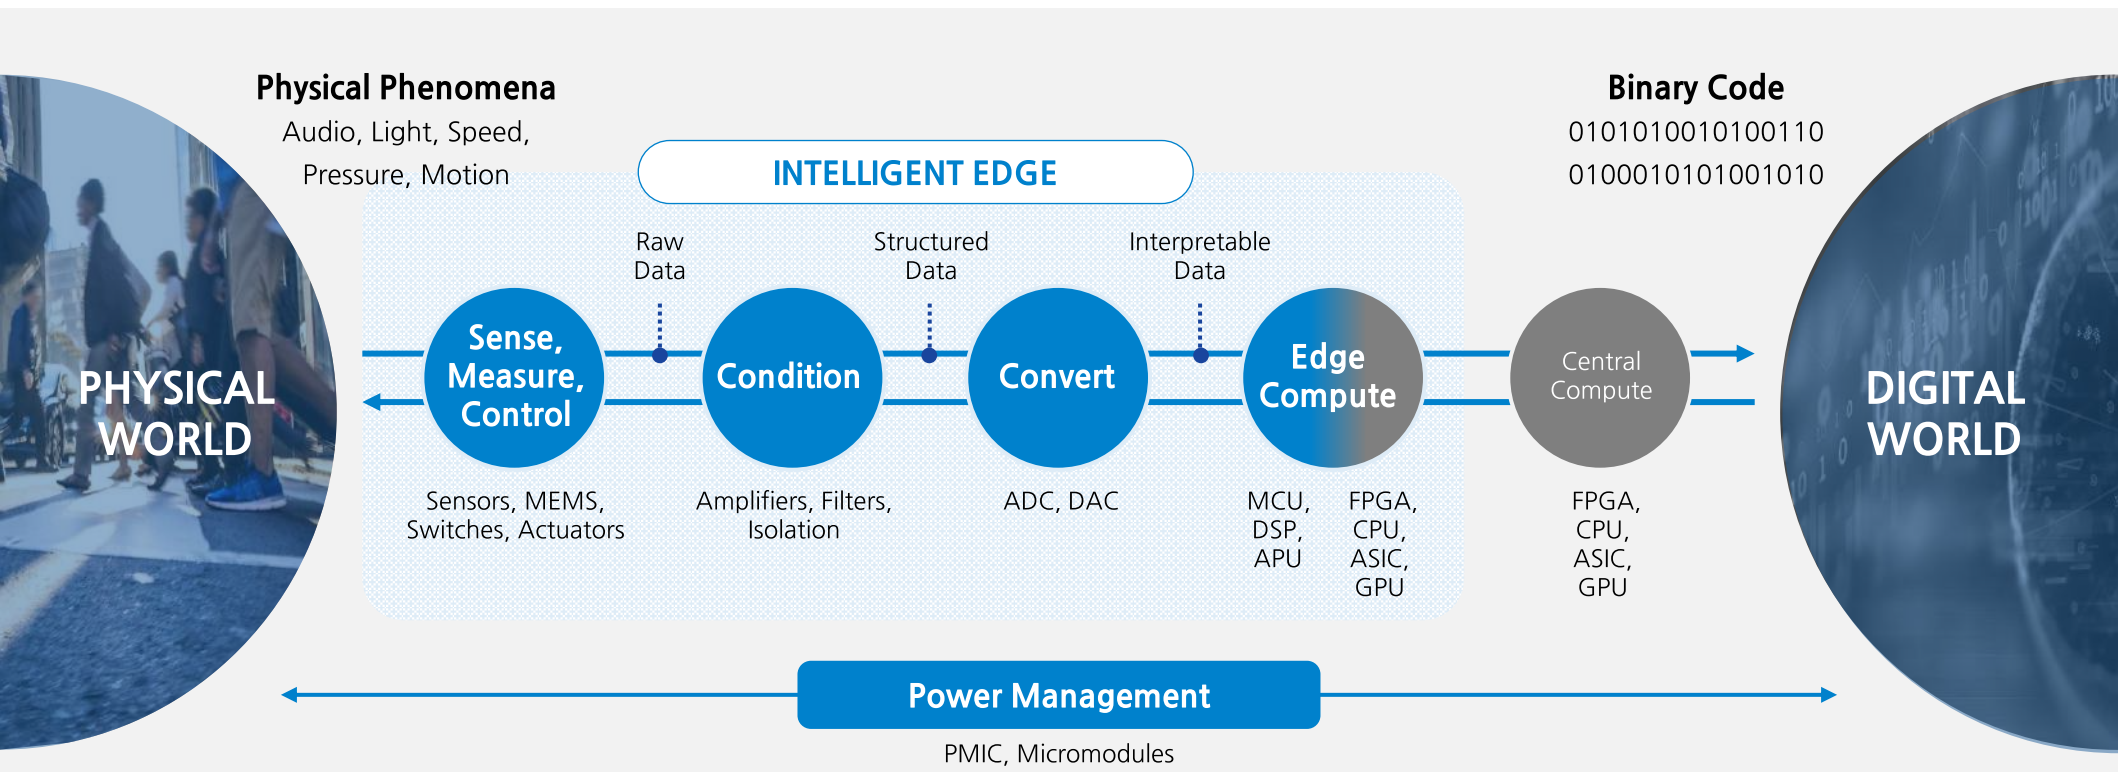 Physical Phenomena
Audio, Light, Speed,
Pressure, Motion
Binary Code
0101010010100110
0100010101001010
INTELLIGENT EDGE
Raw
Data
Structured
Data
Interpretable
Data
PHYSICAL
WORLD
Sense,
Measure,
Control
Condition
Convert
Edge
Compute
Central
Compute
DIGITAL
WORLD
Sensors, MEMS,
Switches, Actuators
Amplifiers, Filters,
Isolation
ADC, DAC
MCU,
DSP,
APU
FPGA,
CPU,
ASIC,
GPU
FPGA,
CPU,
ASIC,
GPU
Power Management
PMIC, Micromodules